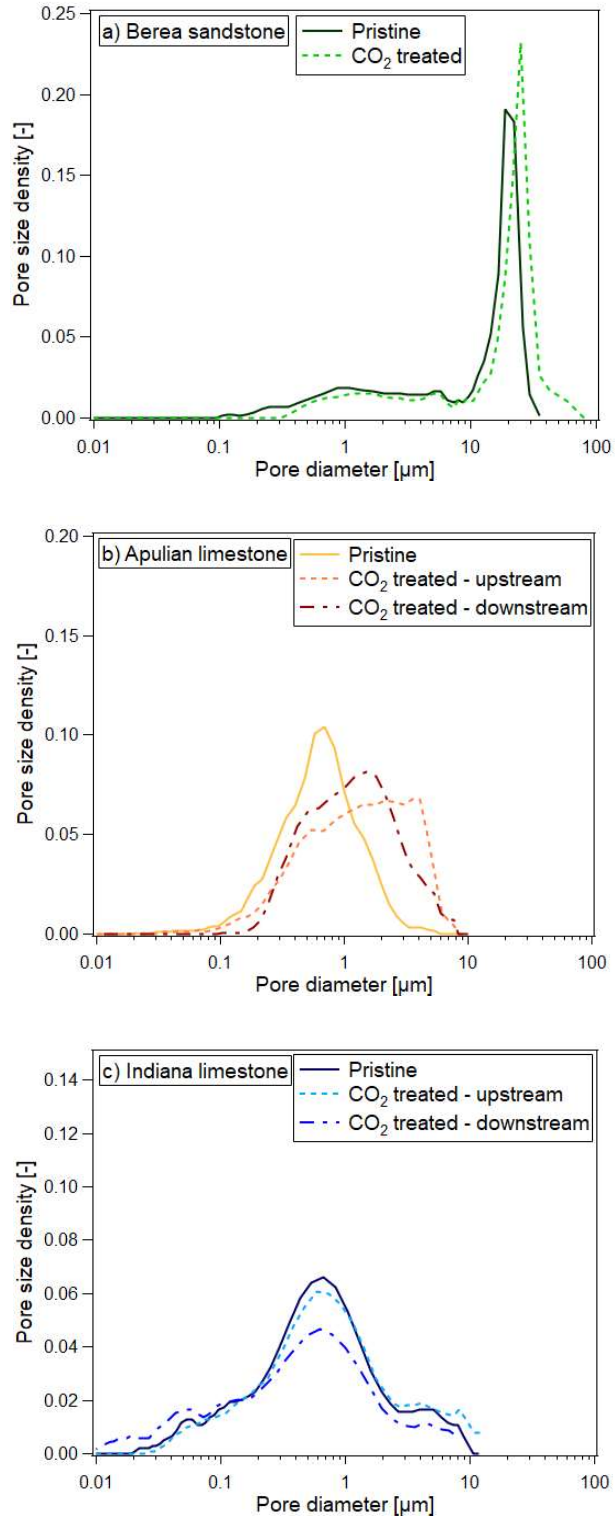 a) Berea sandstone
Pristine
CO₂ treated
0.25
0.20
0.15
0.10
0.05
0.00
Pore size density [-]
0.01
0.1
1
10
100
Pore diameter [µm]
b) Apulian limestone
Pristine
CO₂ treated - upstream
CO₂ treated - downstream
0.20
0.15
0.10
0.05
0.00
Pore size density [-]
0.01
0.1
1
10
100
Pore diameter [µm]
c) Indiana limestone
Pristine
CO₂ treated - upstream
CO₂ treated - downstream
0.14
0.12
0.10
0.08
0.06
0.04
0.02
0.00
Pore size density [-]
0.01
0.1
1
10
100
Pore diameter [µm]